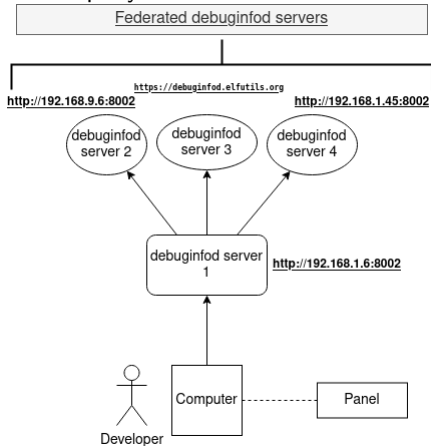 Federated debuginfod servers
https://debuginfod.elfutils.org
http://192.168.9.6:8002
http://192.168.1.45:8002
debuginfod
server 2
debuginfod
server 3
debuginfod
server 4
debuginfod server
1
http://192.168.1.6:8002
Computer
Panel
Developer